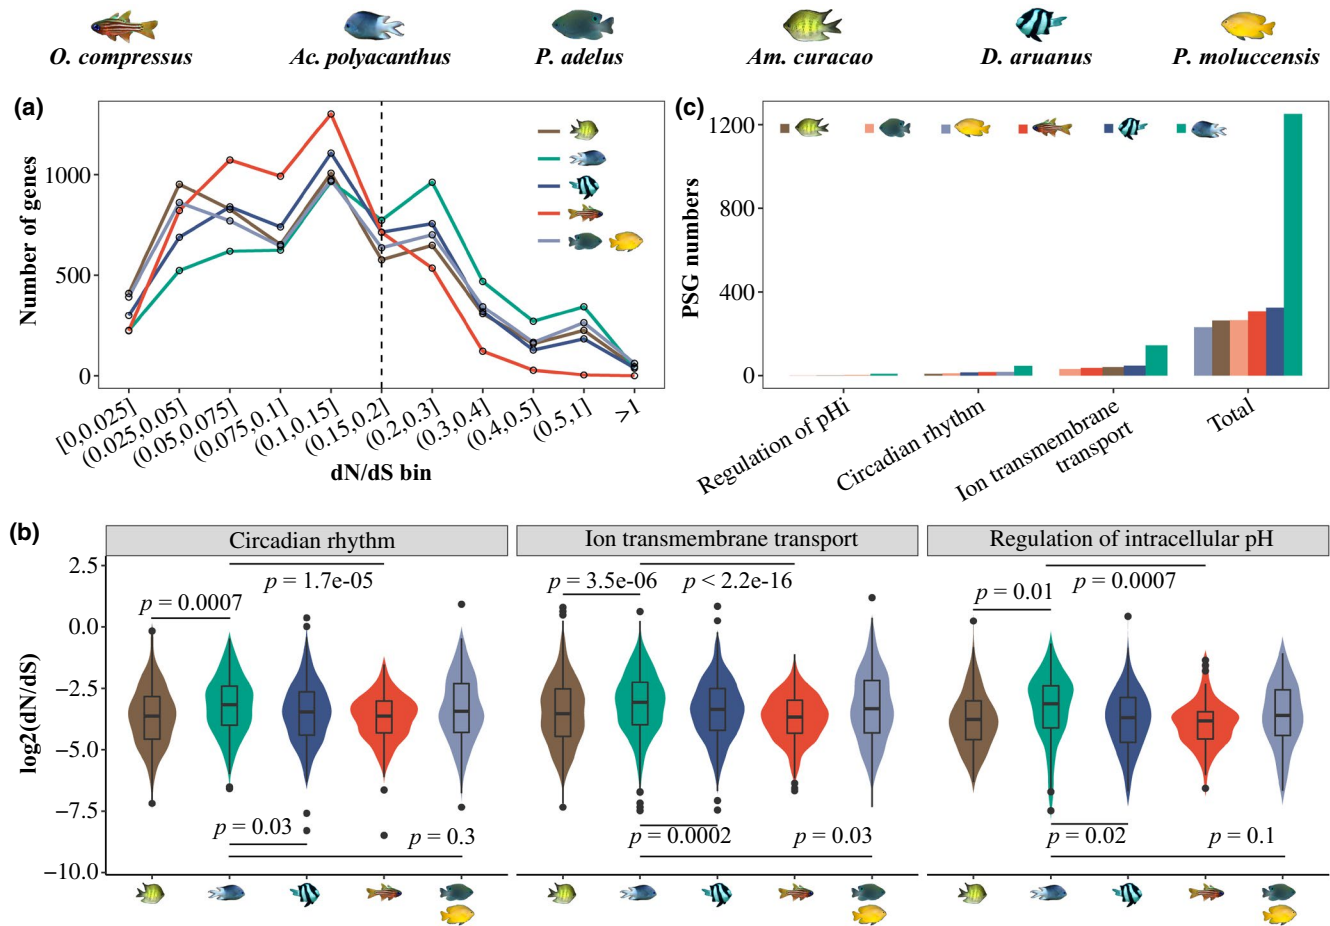 O. compressus
Ac. polyacanthus
P. adelus
Am. curacao
D. aruanus
P. moluccensis
(a)
Number of genes
1000
500
0
[0,0.025]
(0.025,0.05]
(0.05,0.075]
(0.075,0.1]
(0.1,0.15]
(0.15,0.2]
(0.2,0.3]
(0.3,0.4]
(0.4,0.5]
(0.5,1]
>1
dN/dS bin
(c)
PSG numbers
1200
800
400
0
Regulation of pHi
Circadian rhythm
Ion transmembrane
transport
Total
(b)
log2(dN/dS)
2.5
0.0
−2.5
−5.0
−7.5
−10.0
Circadian rhythm
p = 1.7e-05
p = 0.0007
p = 0.03
p = 0.3
Ion transmembrane transport
p = 3.5e-06
p < 2.2e-16
p = 0.0002
p = 0.03
Regulation of intracellular pH
p = 0.01
p = 0.0007
p = 0.02
p = 0.1